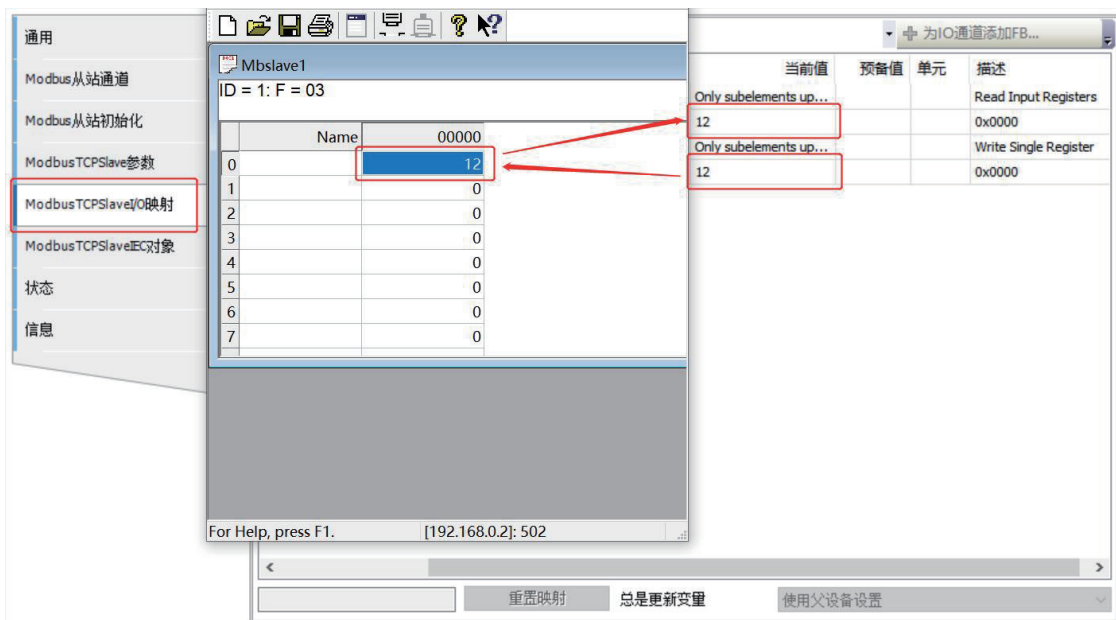 通用
Modbus从站通道
Modbus从站初始化
ModbusTCPSlave参数
ModbusTCPSlaveI/O映射
ModbusTCPSlaveIEC对象
状态
信息
Mbslave1
ID = 1: F = 03
Name 00000
0 12
1 0
2 0
3 0
4 0
5 0
6 0
7 0
For Help, press F1. [192.168.0.2]: 502
为IO通道添加FB...
当前值 预备值 单元 描述
Only subelements up... Read Input Registers
12 0x0000
Only subelements up... Write Single Register
12 0x0000
重置映射 总是更新变量 使用父设备设置